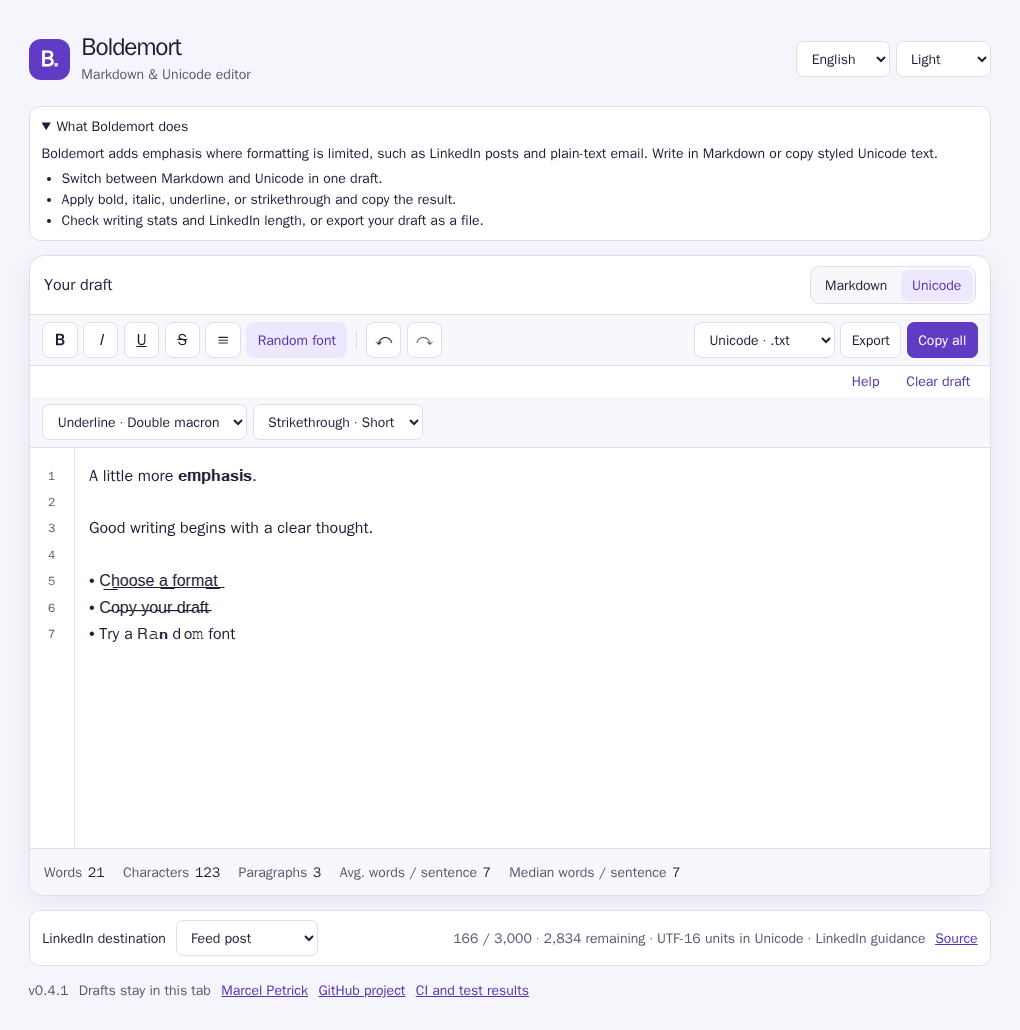 B.
Boldemort
Markdown & Unicode editor
English
Light
▼ What Boldemort does
Boldemort adds emphasis where formatting is limited, such as LinkedIn posts and plain-text email. Write in Markdown or copy styled Unicode text.
• Switch between Markdown and Unicode in one draft.
• Apply bold, italic, underline, or strikethrough and copy the result.
• Check writing stats and LinkedIn length, or export your draft as a file.
Your draft
Markdown Unicode
B I U S ≡ Random font Unicode · .txt Export Copy all
Help Clear draft
Underline · Double macron Strikethrough · Short
1 A little more emphasis.
2
3 Good writing begins with a clear thought.
4
5 • Choose a format
6 • Copy your draft
7 • Try a Random font
Words 21 Characters 123 Paragraphs 3 Avg. words / sentence 7 Median words / sentence 7
LinkedIn destination Feed post 166 / 3,000 · 2,834 remaining · UTF-16 units in Unicode · LinkedIn guidance Source
v0.4.1 Drafts stay in this tab Marcel Petrick GitHub project CI and test results